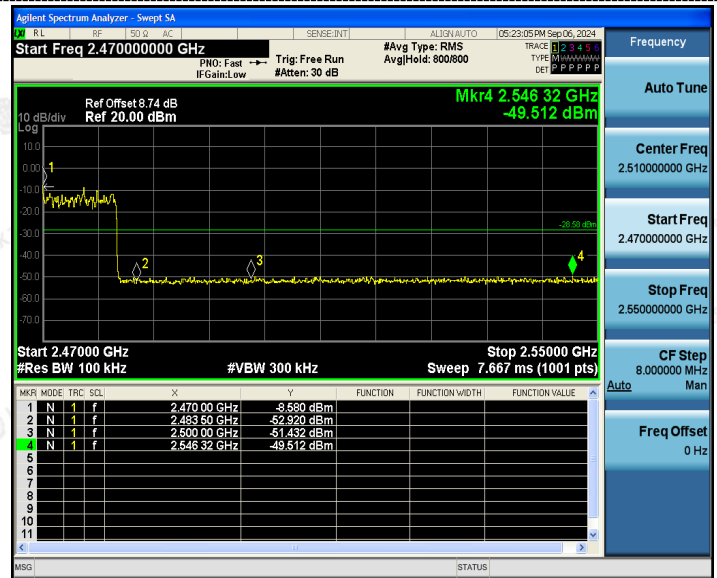 Agilent Spectrum Analyzer - Swept SA
LXI RL RF 50 Ω AC SENSE:INT ALIGN AUTO 05:23:05 PM Sep 06, 2024
Start Freq 2.470000000 GHz
PNO: Fast
IFGain:Low
Trig: Free Run
#Atten: 30 dB
#Avg Type: RMS
Avg|Hold: 800/800
TRACE 1 2 3 4 5 6
TYPE M
DET P P P P P P
Ref Offset 8.74 dB
Ref 20.00 dBm
10 dB/div
Log
Mkr4 2.546 32 GHz
-49.512 dBm
10.0
0.00
-10.0
-20.0
-30.0
-40.0
-50.0
-60.0
-70.0
1
2
3
4
-28.58 dBm
Start 2.47000 GHz
Stop 2.55000 GHz
#Res BW 100 kHz #VBW 300 kHz Sweep 7.667 ms (1001 pts)
MKR MODE TRC SCL X Y FUNCTION FUNCTION WIDTH FUNCTION VALUE
1 N 1 f 2.470 00 GHz -8.580 dBm
2 N 1 f 2.483 50 GHz -52.920 dBm
3 N 1 f 2.500 00 GHz -51.432 dBm
4 N 1 f 2.546 32 GHz -49.512 dBm
5
6
7
8
9
10
11
MSG STATUS
Frequency
Auto Tune
Center Freq
2.510000000 GHz
Start Freq
2.470000000 GHz
Stop Freq
2.550000000 GHz
CF Step
8.000000 MHz
Auto Man
Freq Offset
0 Hz